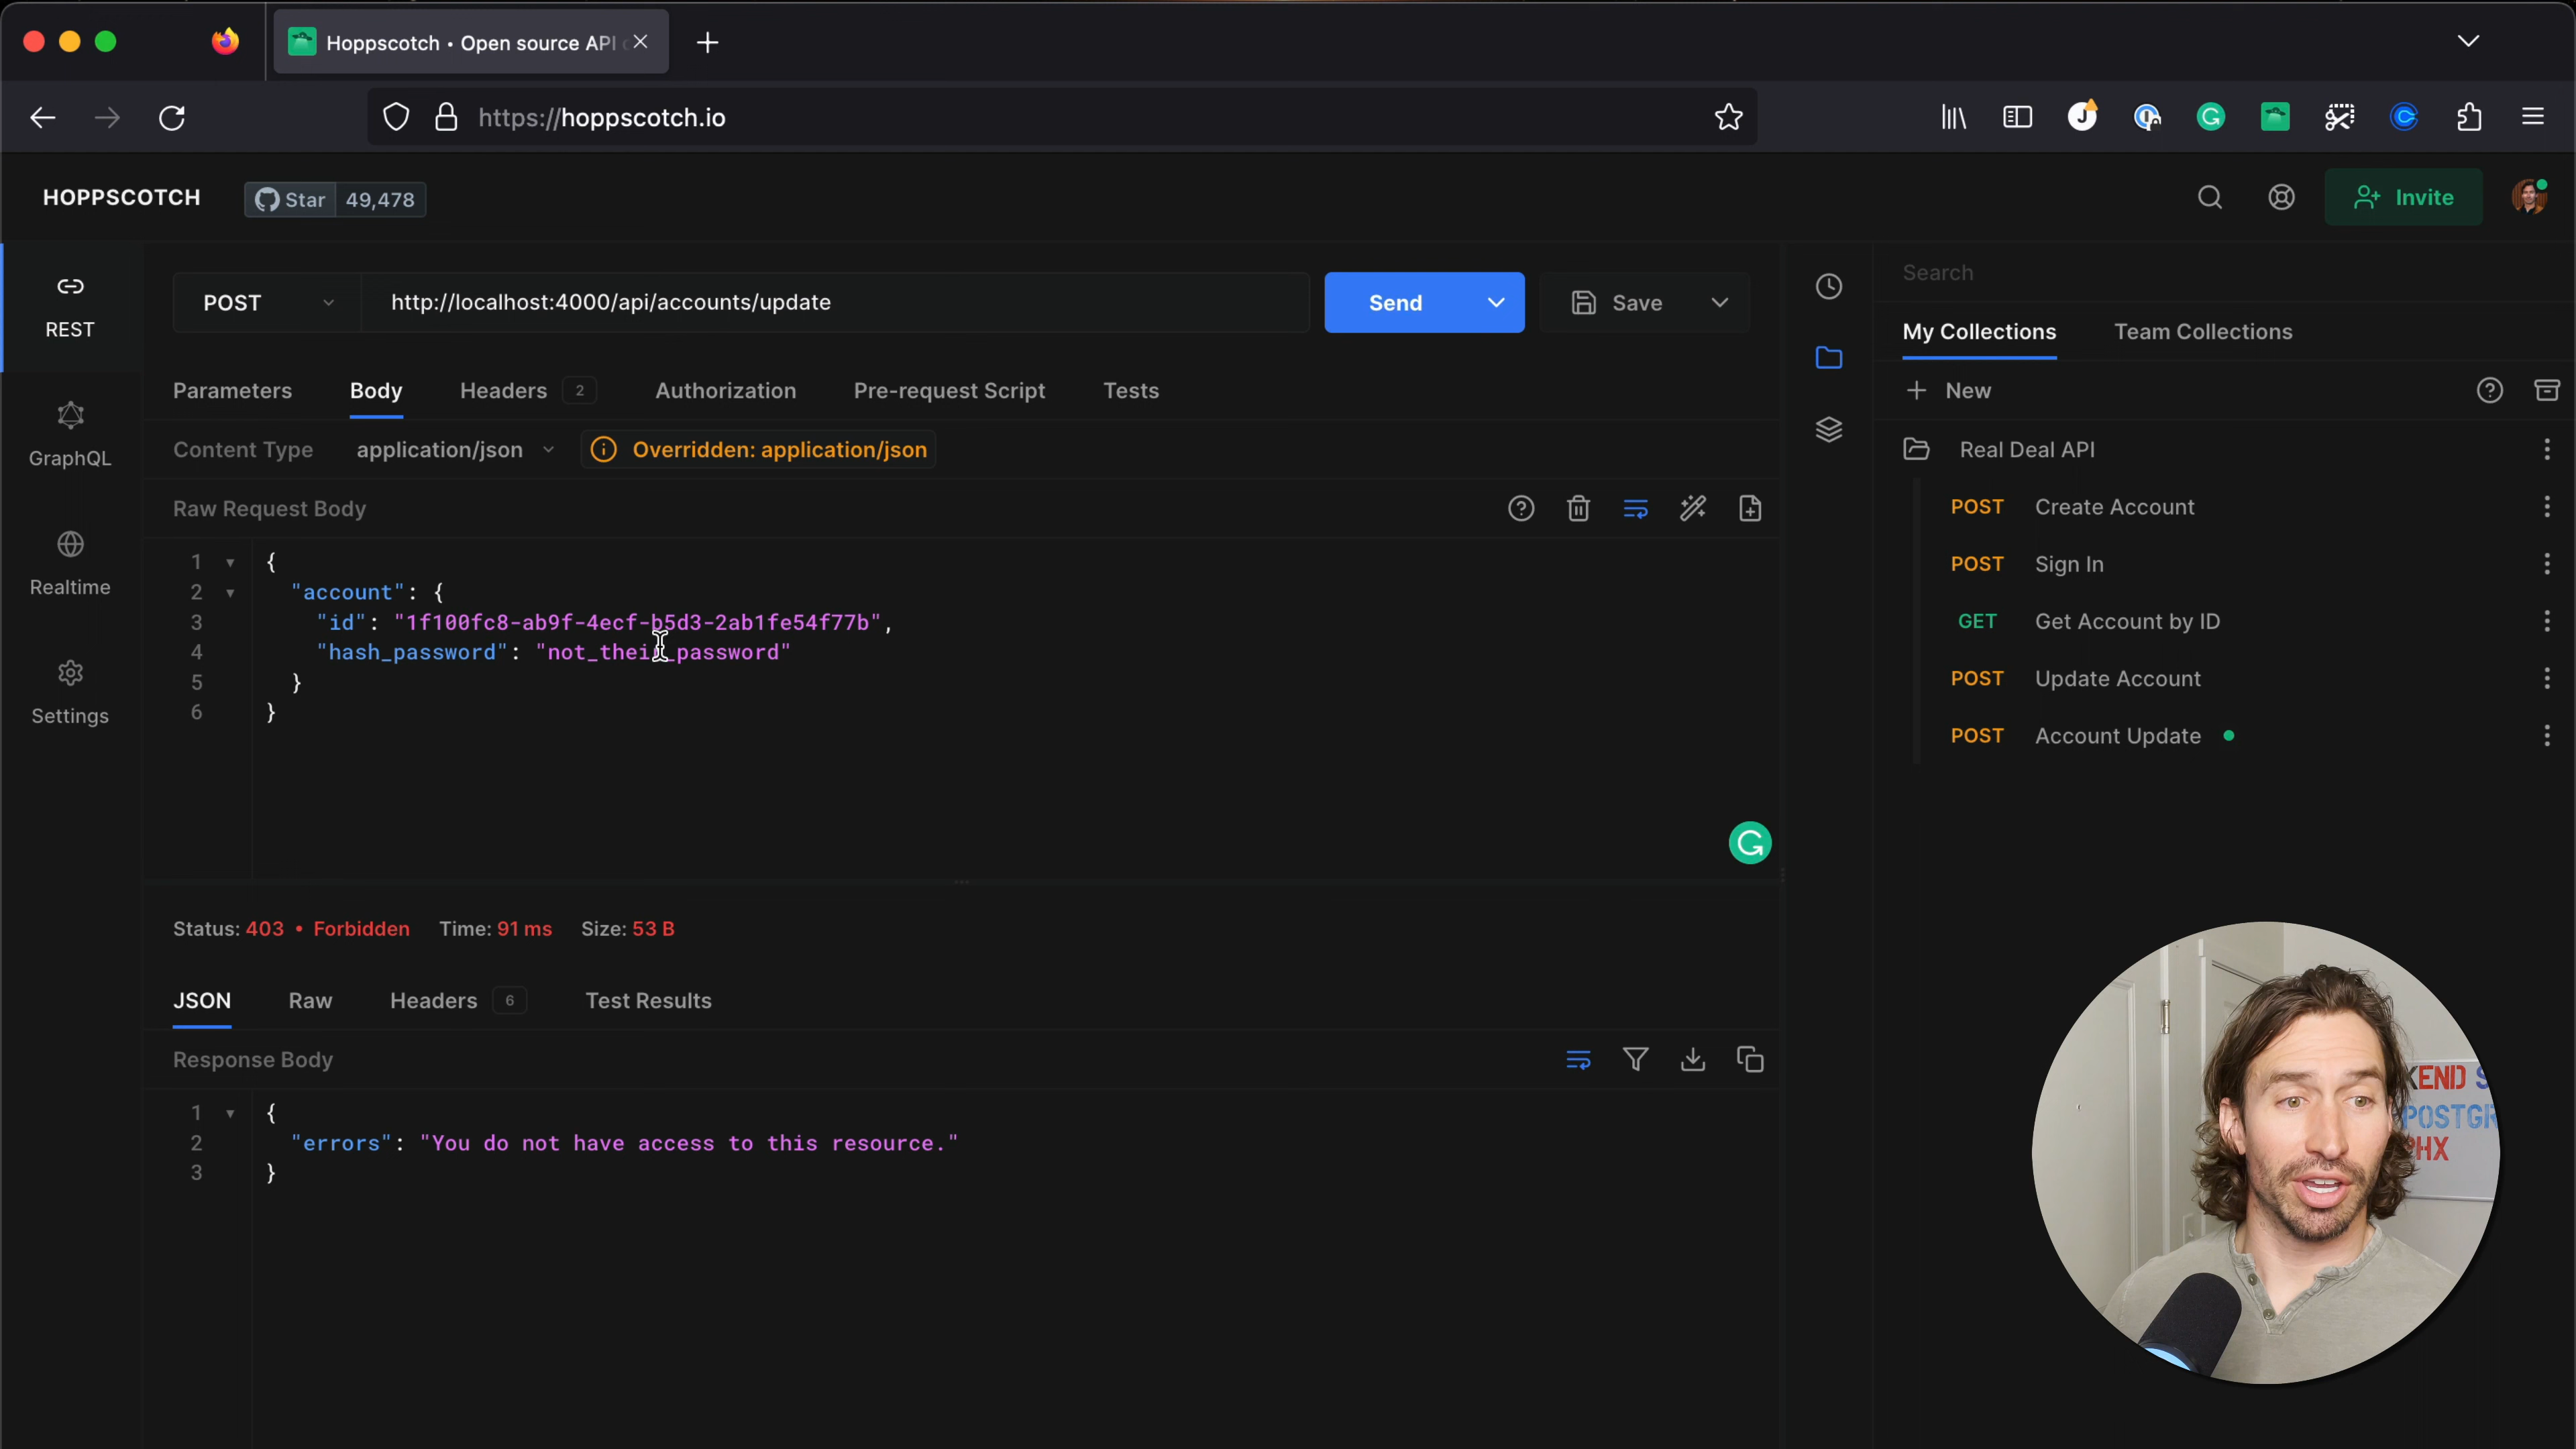 Hoppscotch • Open source API
https://hoppscotch.io
HOPPSCOTCH
Star 49,478
Invite
REST
GraphQL
Realtime
Settings
POST
http://localhost:4000/api/accounts/update
Send
Save
Parameters
Body
Headers 2
Authorization
Pre-request Script
Tests
Content Type
application/json
Overridden: application/json
Raw Request Body
1 {
2 "account": {
3 "id": "1f100fc8-ab9f-4ecf-b5d3-2ab1fe54f77b",
4 "hash_password": "not_their_password"
5 }
6 }
Status: 403 • Forbidden Time: 91 ms Size: 53 B
JSON
Raw
Headers 6
Test Results
Response Body
1 {
2 "errors": "You do not have access to this resource."
3 }
Search
My Collections
Team Collections
New
Real Deal API
POST Create Account
POST Sign In
GET Get Account by ID
POST Update Account
POST Account Update
KEND S
POSTGR
PHX